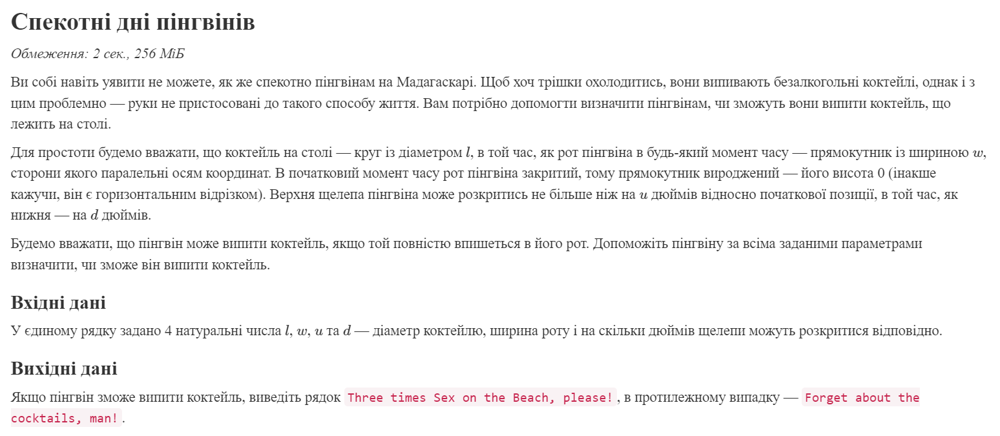 Спекотні дні пінгвінів
Обмеження: 2 сек., 256 МіБ
Ви собі навіть уявити не можете, як же спекотно пінгвінам на Мадагаскарі. Щоб хоч трішки охолодитись, вони випивають безалкогольні коктейлі, однак і з
цим проблемно — руки не пристосовані до такого способу життя. Вам потрібно допомогти визначити пінгвінам, чи зможуть вони випити коктейль, що
лежить на столі.
Для простоти будемо вважати, що коктейль на столі — круг із діаметром l, в той час, як рот пінгвіна в будь-який момент часу — прямокутник із шириною w,
сторони якого паралельні осям координат. В початковий момент часу рот пінгвіна закритий, тому прямокутник вироджений — його висота 0 (інакше
кажучи, він є горизонтальним відрізком). Верхня щелепа пінгвіна може розкритись не більше ніж на u дюймів відносно початкової позиції, в той час, як
нижня — на d дюймів.
Будемо вважати, що пінгвін може випити коктейль, якщо той повністю впишеться в його рот. Допоможіть пінгвіну за всіма заданими параметрами
визначити, чи зможе він випити коктейль.
Вхідні дані
У єдиному рядку задано 4 натуральні числа l, w, u та d — діаметр коктейлю, ширина роту і на скільки дюймів щелепи можуть розкритися відповідно.
Вихідні дані
Якщо пінгвін зможе випити коктейль, виведіть рядок Three times Sex on the Beach, please!, в протилежному випадку — Forget about the
cocktails, man!.